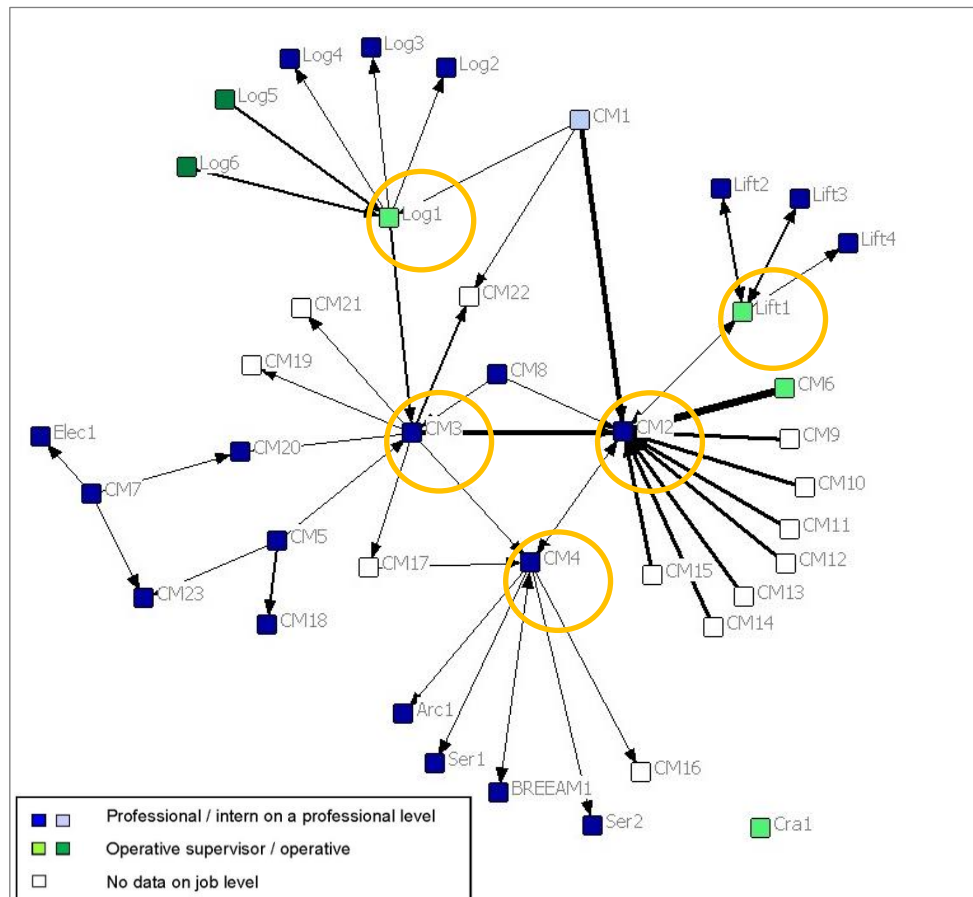 Log3
Log4
Log2
Log5
CM1
Log6
Lift2
Lift3
Log1
Lift4
CM22
CM21
Lift1
CM19
CM8
CM6
CM3
CM2
Elec1
CM9
CM20
CM7
CM10
CM11
CM5
CM12
CM17
CM4
CM15
CM23
CM13
CM18
CM14
Arc1
Ser1
CM16
BREEAM1
Ser2
Cra1
Professional / intern on a professional level
Operative supervisor / operative
No data on job level